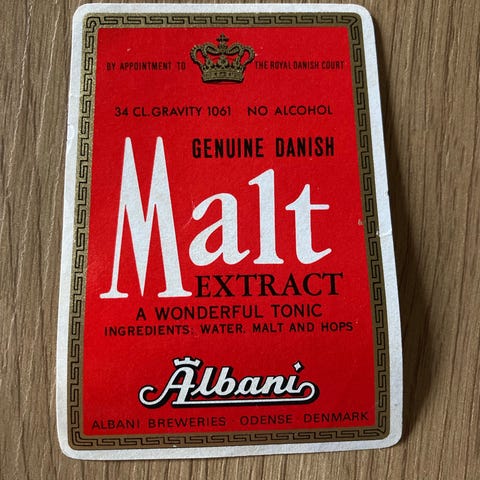 BY APPOINTMENT TO THE ROYAL DANISH COURT
34 CL. GRAVITY 1061 NO ALCOHOL
GENUINE DANISH
Malt
EXTRACT
A WONDERFUL TONIC
INGREDIENTS: WATER, MALT AND HOPS
Albani
ALBANI BREWERIES ODENSE DENMARK